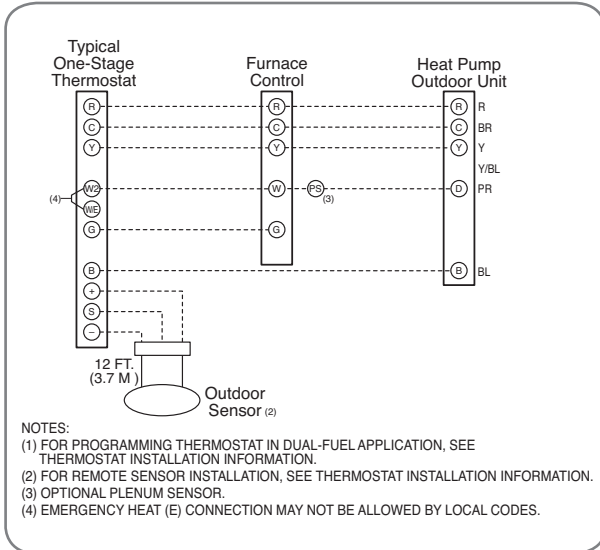 Typical
One-Stage
Thermostat
Furnace
Control
Heat Pump
Outdoor Unit
R R R R
C C C BR
Y Y Y Y
Y/BL
(4) W2 W PS (3) D PR
W/E
G G
B B BL
+
S
–
12 FT.
(3.7 M )
Outdoor
Sensor (2)
NOTES:
(1) FOR PROGRAMMING THERMOSTAT IN DUAL-FUEL APPLICATION, SEE
THERMOSTAT INSTALLATION INFORMATION.
(2) FOR REMOTE SENSOR INSTALLATION, SEE THERMOSTAT INSTALLATION INFORMATION.
(3) OPTIONAL PLENUM SENSOR.
(4) EMERGENCY HEAT (E) CONNECTION MAY NOT BE ALLOWED BY LOCAL CODES.